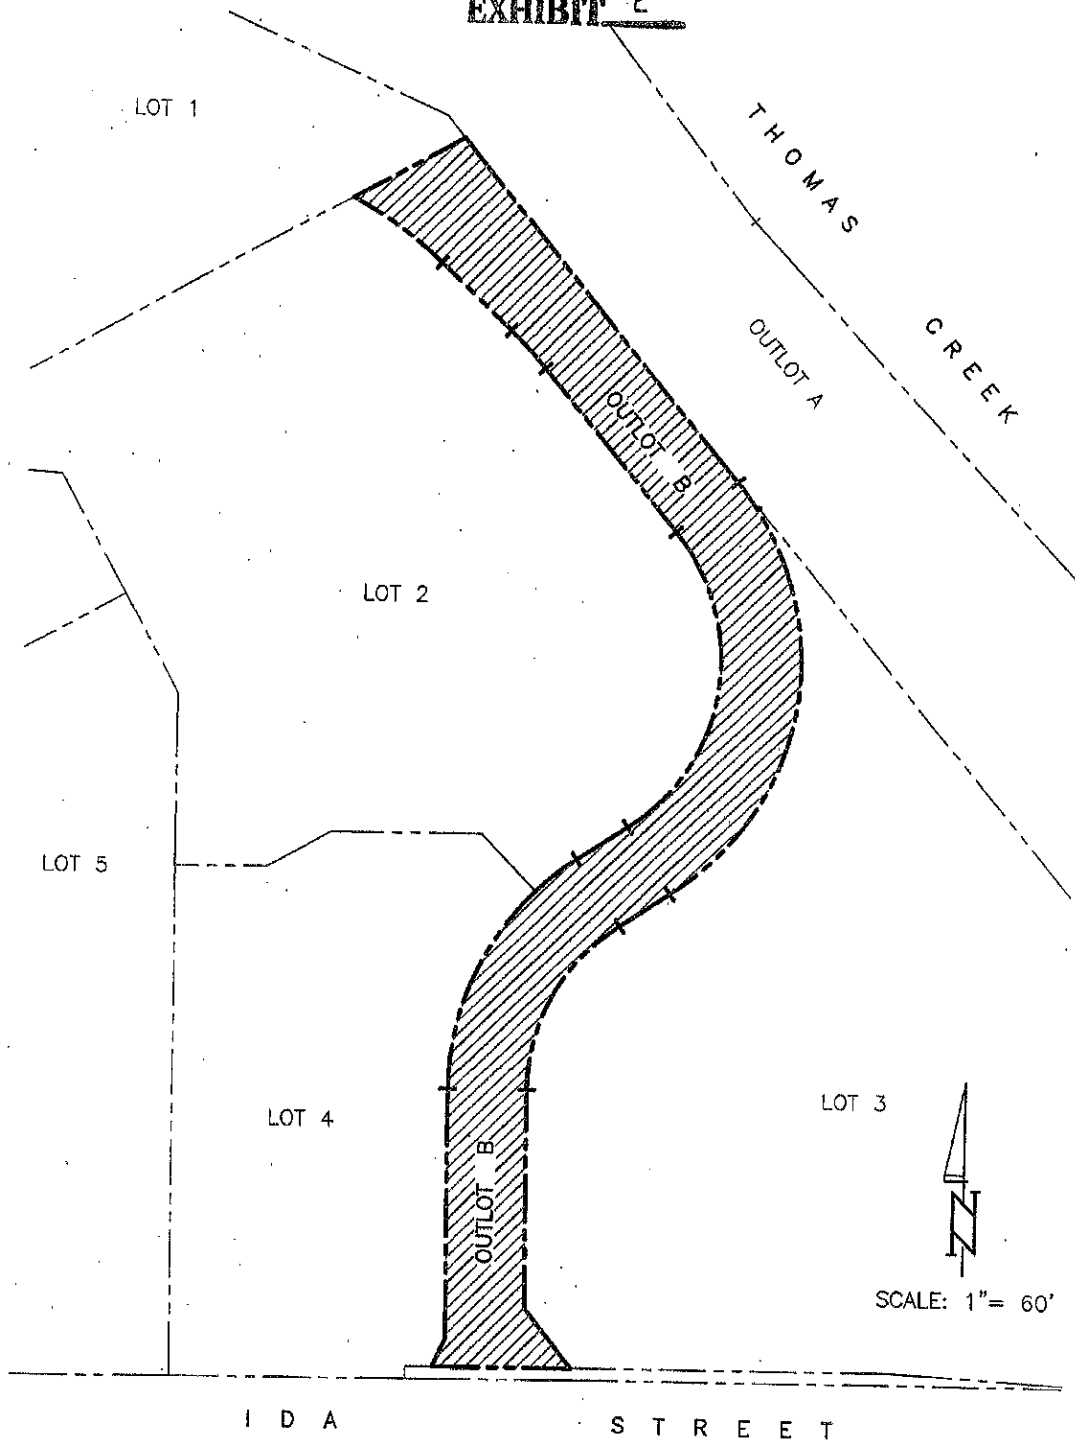 EXHIBIT E
LOT 1
THOMAS CREEK
OUTLOT A
OUTLOT B
LOT 2
LOT 5
LOT 4
LOT 3
OUTLOT B
N
SCALE: 1"= 60'
IDA STREET